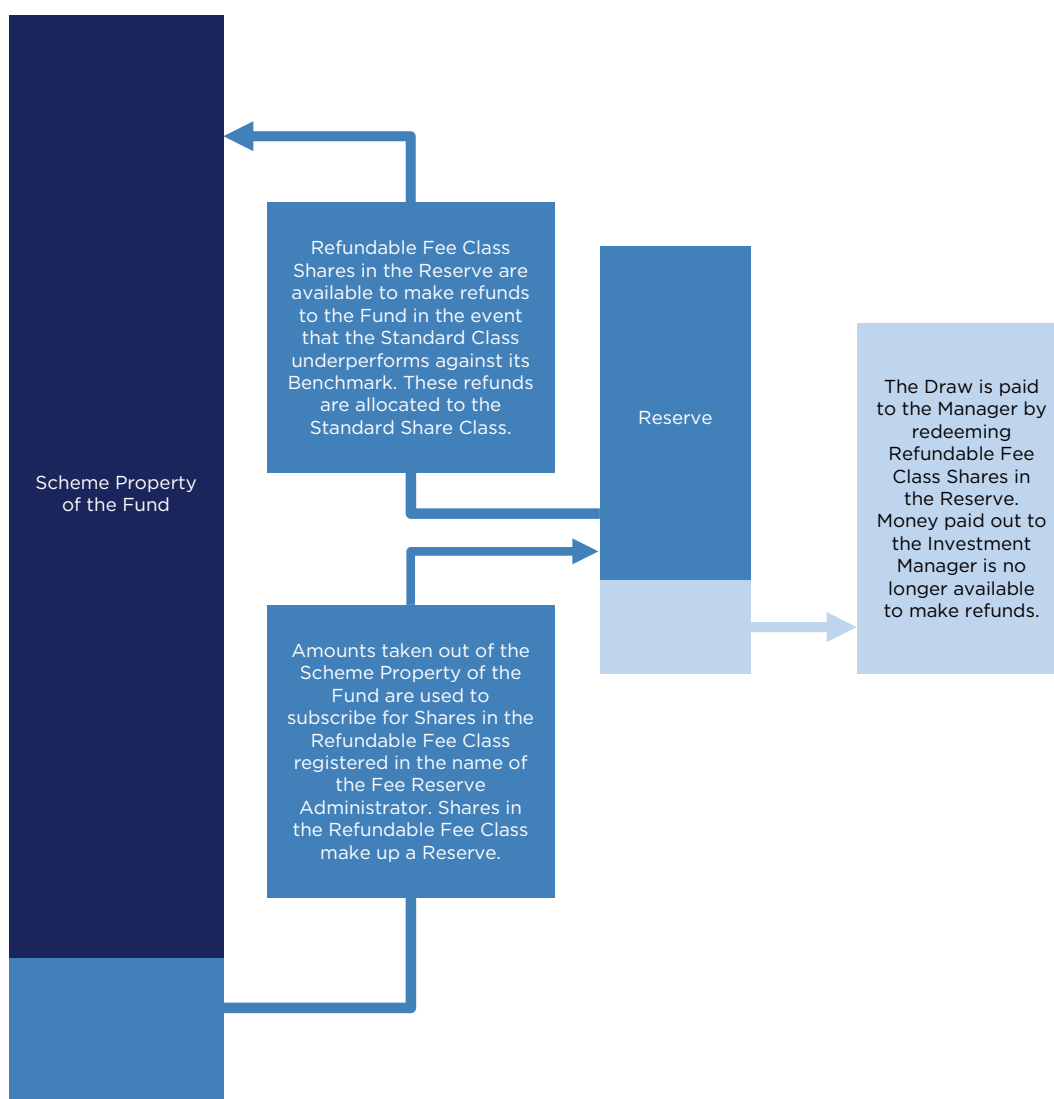 Scheme Property
of the Fund
Refundable Fee Class
Shares in the Reserve are
available to make refunds
to the Fund in the event
that the Standard Class
underperforms against its
Benchmark. These refunds
are allocated to the
Standard Share Class.
Amounts taken out of the
Scheme Property of the
Fund are used to
subscribe for Shares in the
Refundable Fee Class
registered in the name of
the Fee Reserve
Administrator. Shares in
the Refundable Fee Class
make up a Reserve.
Reserve
The Draw is paid
to the Manager by
redeeming
Refundable Fee
Class Shares in
the Reserve.
Money paid out to
the Investment
Manager is no
longer available
to make refunds.